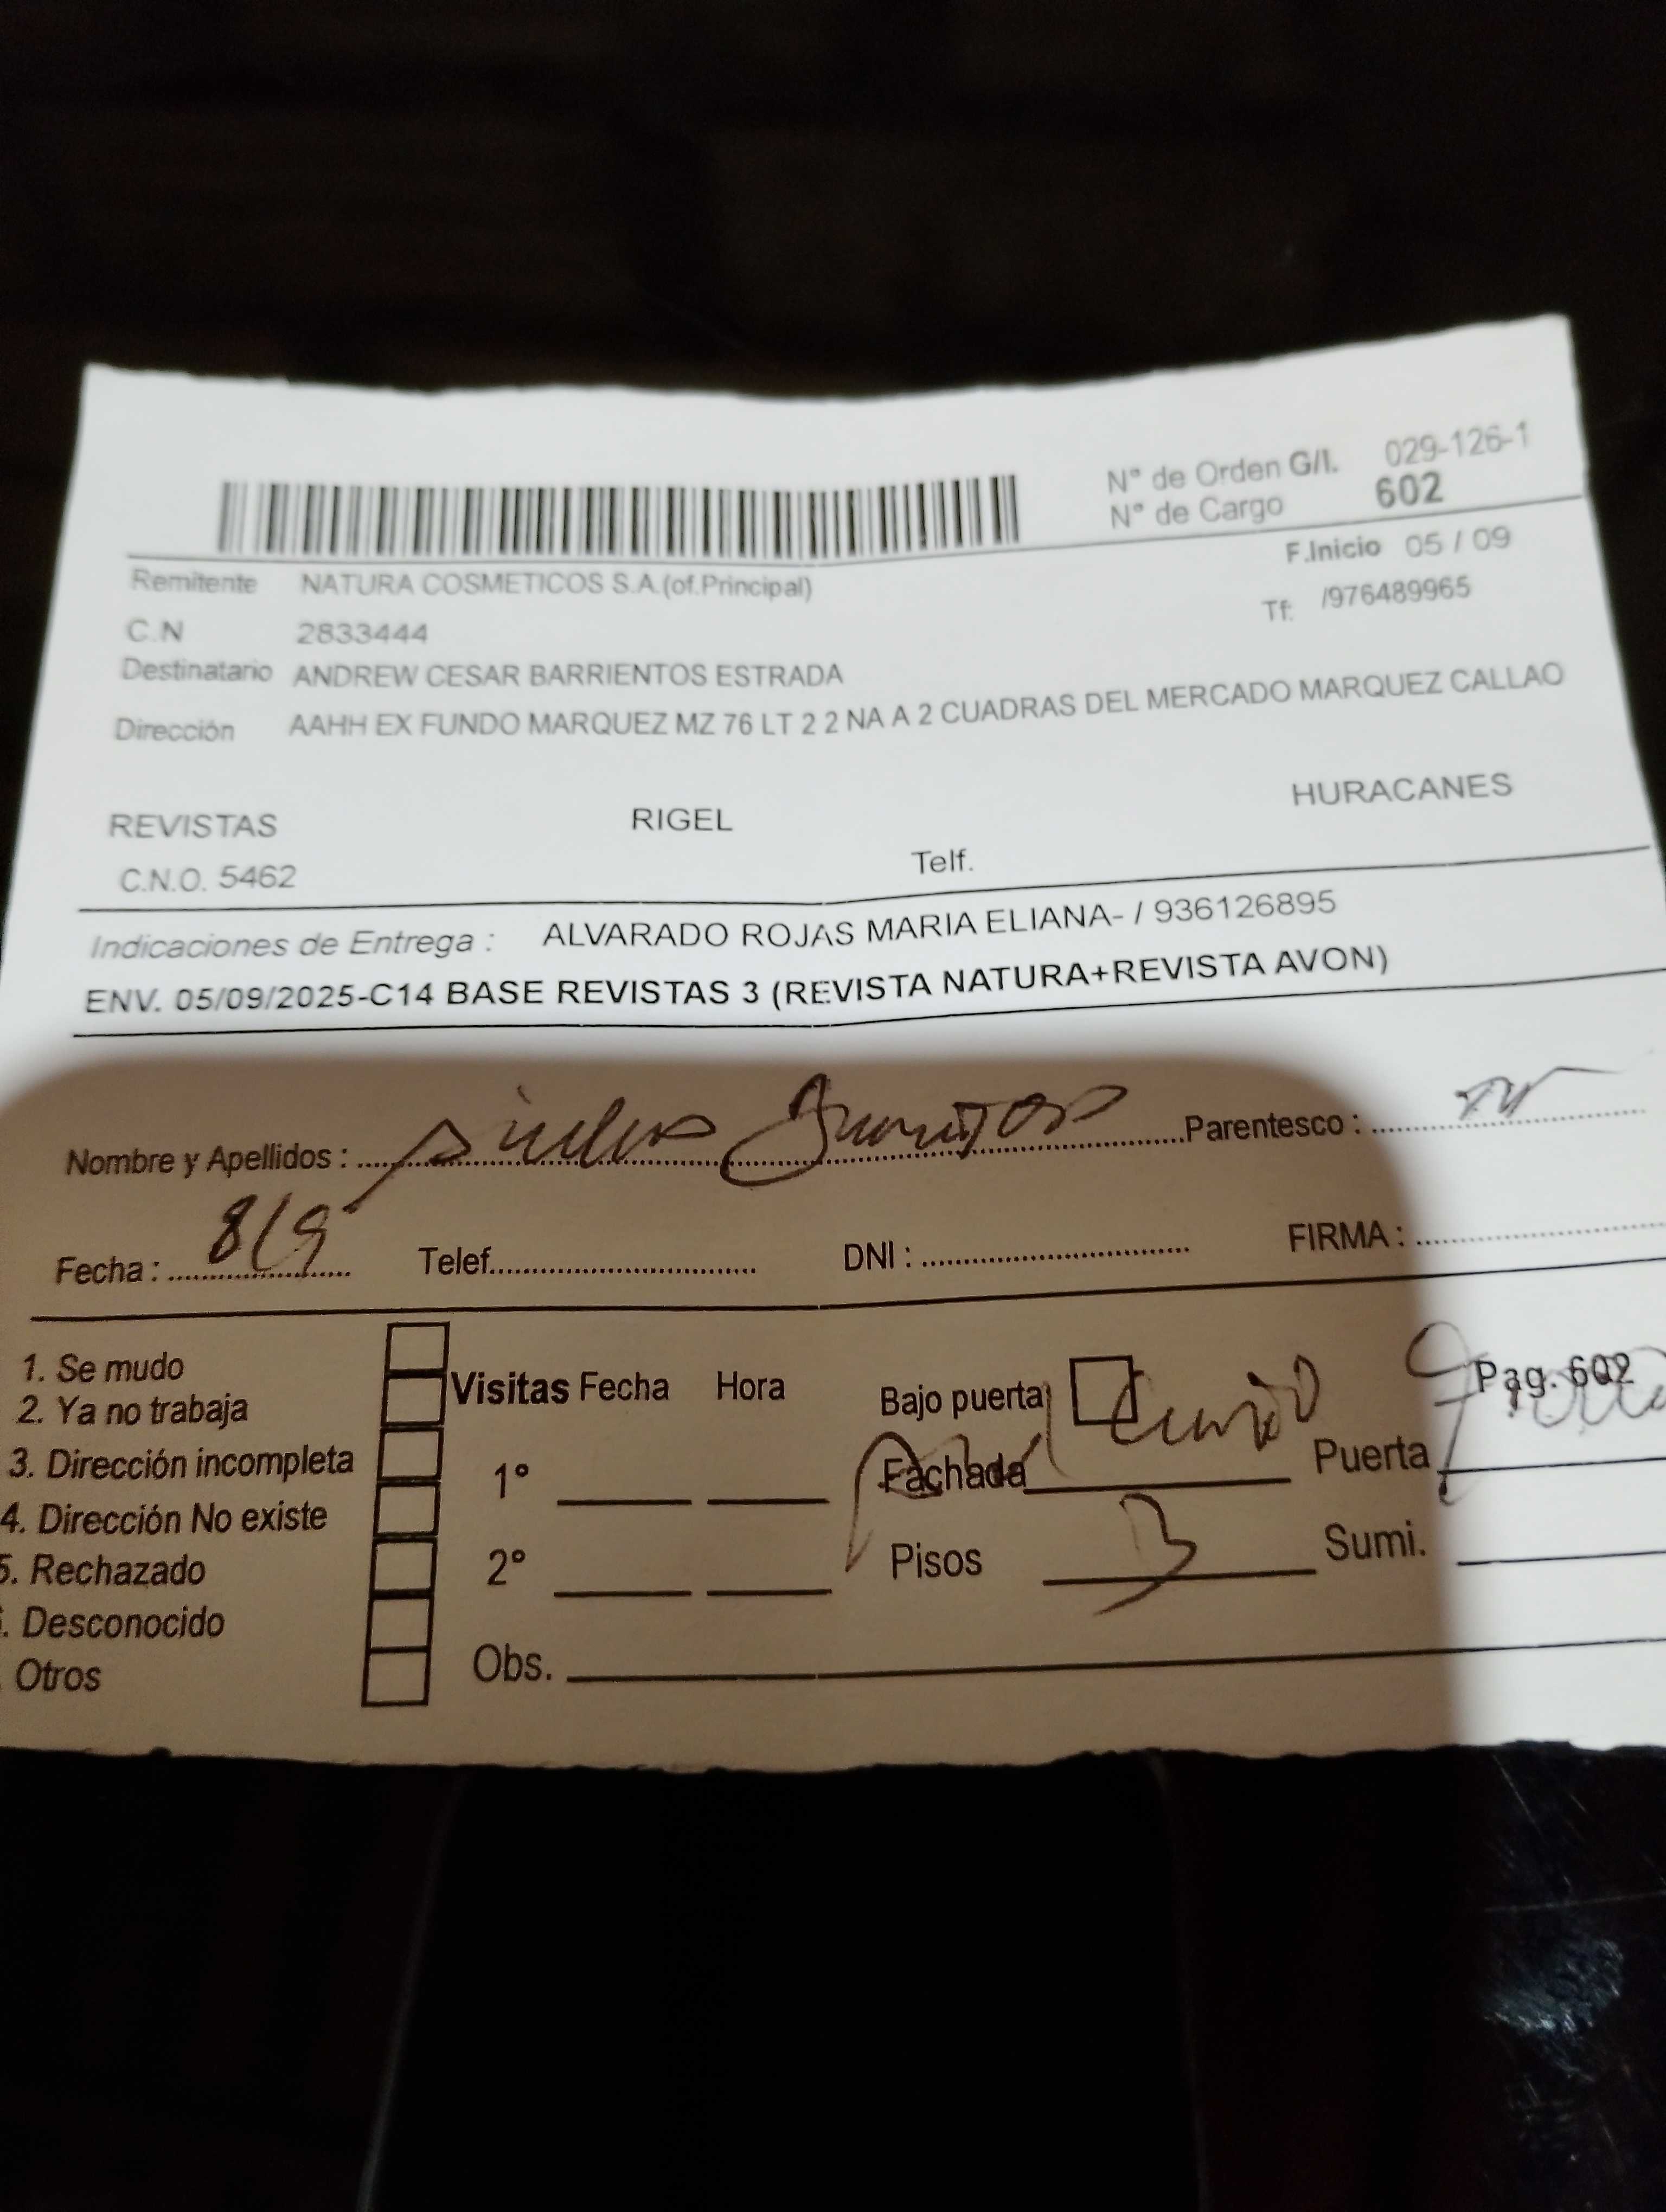 N° de Orden G/I. 029-126-1
N° de Cargo 602
F.Inicio 05 / 09
Remitente NATURA COSMETICOS S.A.(of.Principal)
Tf: /976489965
C.N 2833444
Destinatario ANDREW CESAR BARRIENTOS ESTRADA
Dirección AAHH EX FUNDO MARQUEZ MZ 76 LT 2 2 NA A 2 CUADRAS DEL MERCADO MARQUEZ CALLAO
REVISTAS RIGEL HURACANES
C.N.O. 5462 Telf.
Indicaciones de Entrega : ALVARADO ROJAS MARIA ELIANA- / 936126895
ENV. 05/09/2025-C14 BASE REVISTAS 3 (REVISTA NATURA+REVISTA AVON)
Nombre y Apellidos : Parentesco :
Fecha : 8/9 Telef. DNI : FIRMA :
1. Se mudo
2. Ya no trabaja
3. Dirección incompleta
4. Dirección No existe
5. Rechazado
. Desconocido
. Otros
Visitas Fecha Hora
1°
2°
Obs.
Bajo puerta Pag. 602
Fachada Puerta
Pisos 3 Sumi.